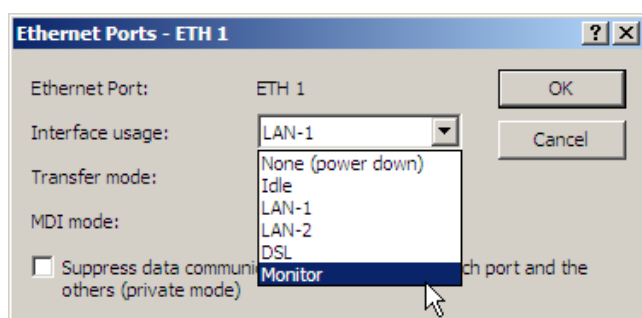 Ethernet Ports - ETH 1
? X
Ethernet Port: ETH 1
OK
Interface usage: LAN-1
Cancel
None (power down)
Idle
Transfer mode:
LAN-1
LAN-2
MDI mode:
DSL
Monitor
Suppress data communi ch port and the
others (private mode)